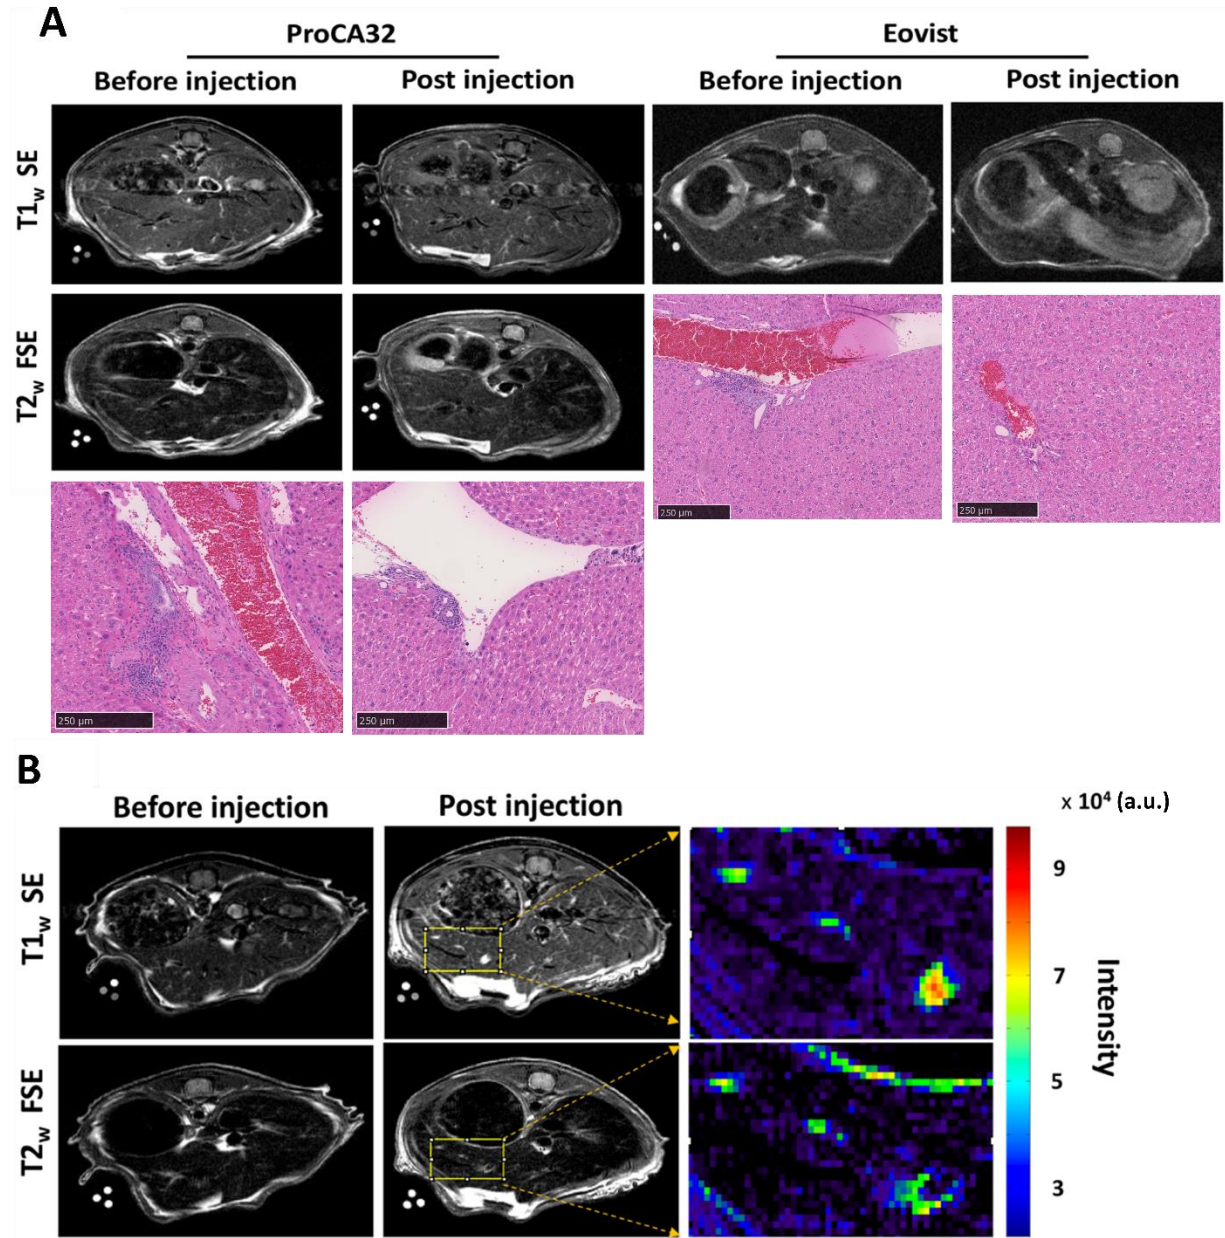 A
ProCA32
Eovist
Before injection
Post injection
Before injection
Post injection
T1w SE
T2w FSE
250 µm
250 µm
250 µm
250 µm
B
Before injection
Post injection
x 10⁴ (a.u.)
T1w SE
T2w FSE
9
7
5
3
Intensity